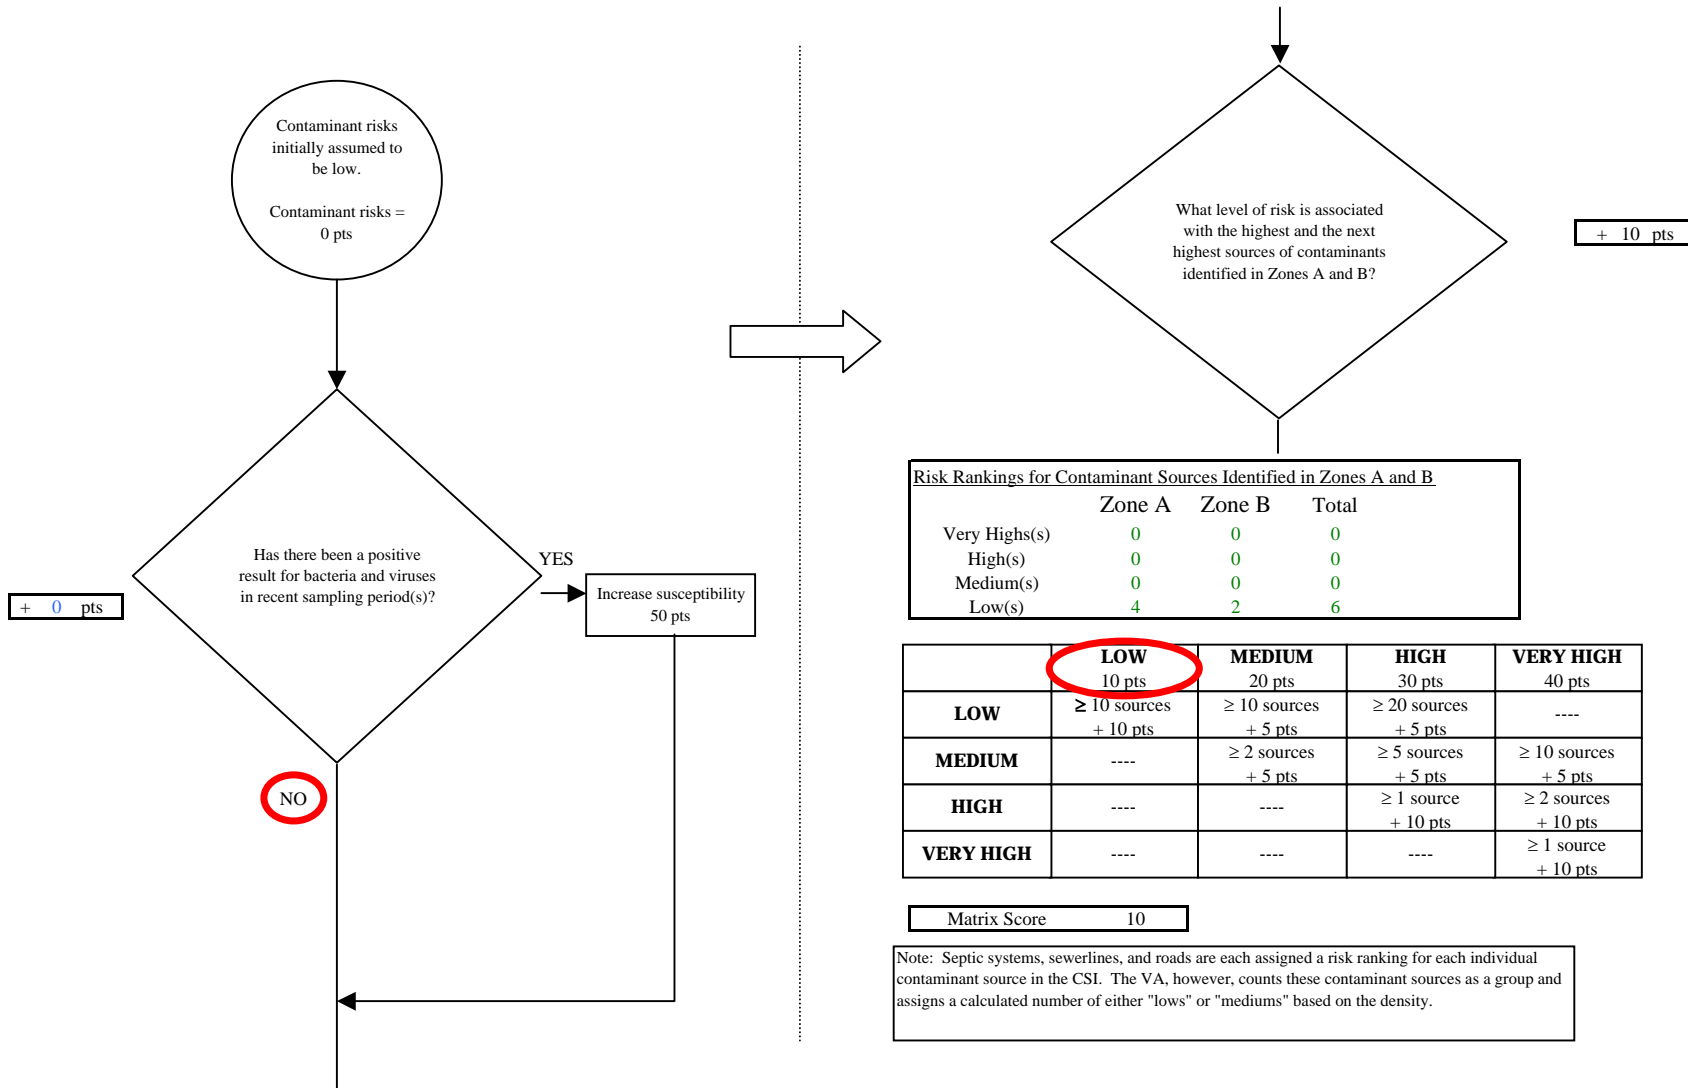 Contaminant risks
initially assumed to
be low.
Contaminant risks =
0 pts
Has there been a positive
result for bacteria and viruses
in recent sampling period(s)?
+ 0 pts
YES
Increase susceptibility
50 pts
NO
What level of risk is associated
with the highest and the next
highest sources of contaminants
identified in Zones A and B?
+ 10 pts
Risk Rankings for Contaminant Sources Identified in Zones A and B
Zone A Zone B Total
Very Highs(s) 0 0 0
High(s) 0 0 0
Medium(s) 0 0 0
Low(s) 4 2 6
LOW MEDIUM HIGH VERY HIGH
10 pts 20 pts 30 pts 40 pts
LOW ≥ 10 sources ≥ 10 sources ≥ 20 sources ----
+ 10 pts + 5 pts + 5 pts
MEDIUM ---- ≥ 2 sources ≥ 5 sources ≥ 10 sources
+ 5 pts + 5 pts + 5 pts
HIGH ---- ---- ≥ 1 source ≥ 2 sources
+ 10 pts + 10 pts
VERY HIGH ---- ---- ---- ≥ 1 source
+ 10 pts
Matrix Score 10
Note: Septic systems, sewerlines, and roads are each assigned a risk ranking for each individual
contaminant source in the CSI. The VA, however, counts these contaminant sources as a group and
assigns a calculated number of either "lows" or "mediums" based on the density.